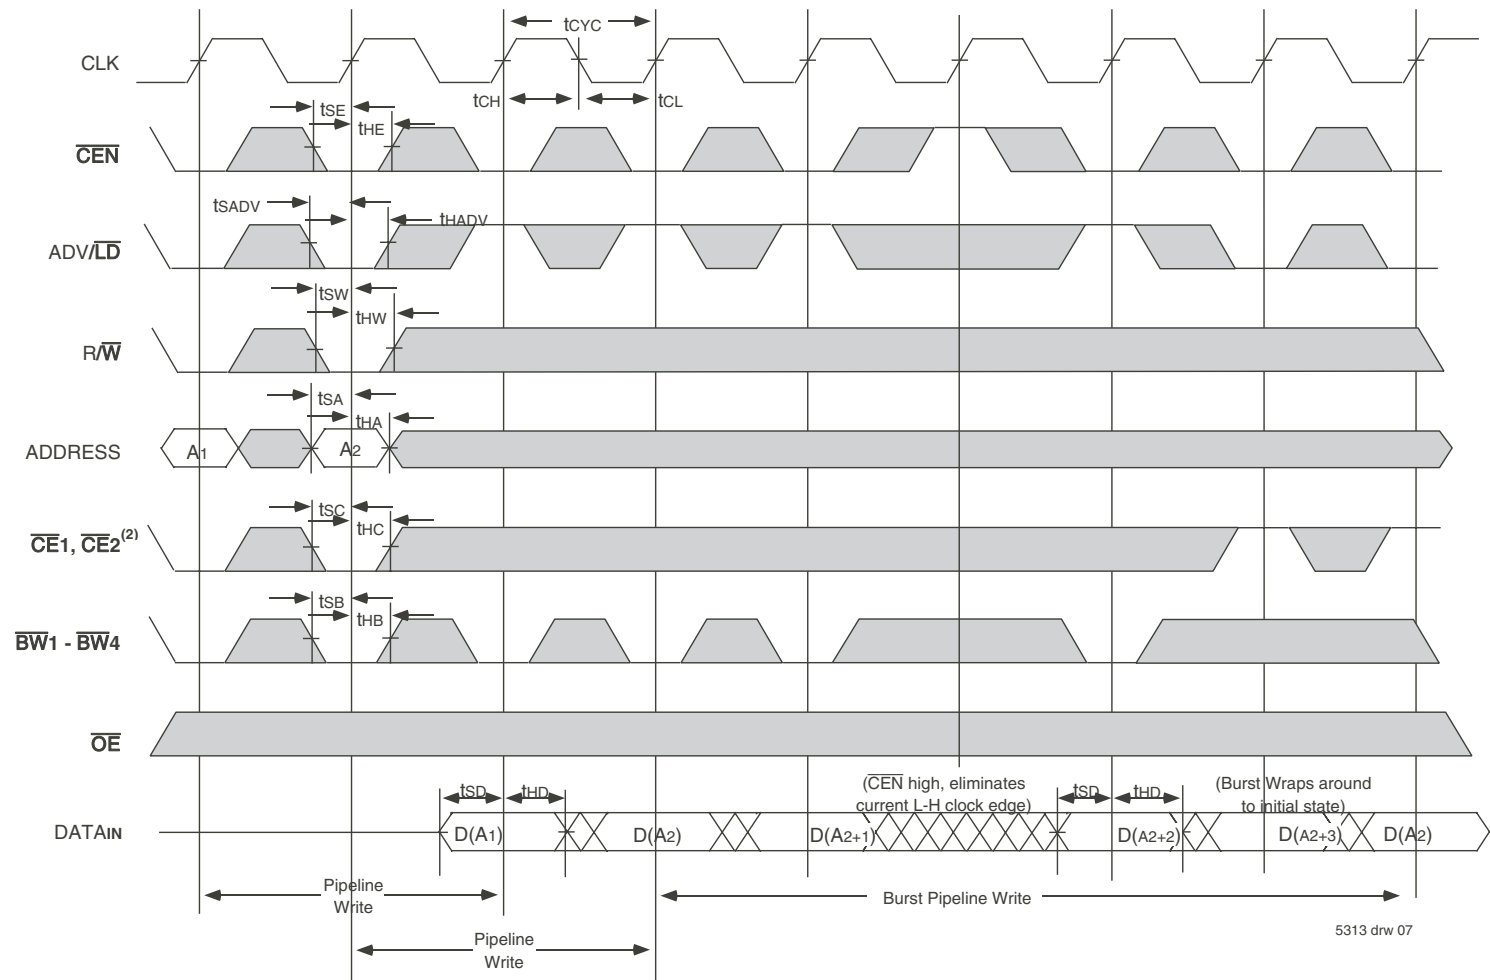 tCYC
CLK
tCH
tCL
tSE
tHE
CEN
tSADV
tHADV
ADV/LD
tSW
tHW
R/W
tSA
tHA
ADDRESS
A1
A2
tSC
tHC
CE1, CE2(2)
tSB
tHB
BW1 - BW4
OE
(CEN high, eliminates
current L-H clock edge)
(Burst Wraps around
to initial state)
tSD
tHD
tSD
tHD
DATAIN
D(A1)
D(A2)
D(A2+1)
D(A2+2)
D(A2+3)
D(A2)
Pipeline
Write
Burst Pipeline Write
Pipeline
Write
5313 drw 07